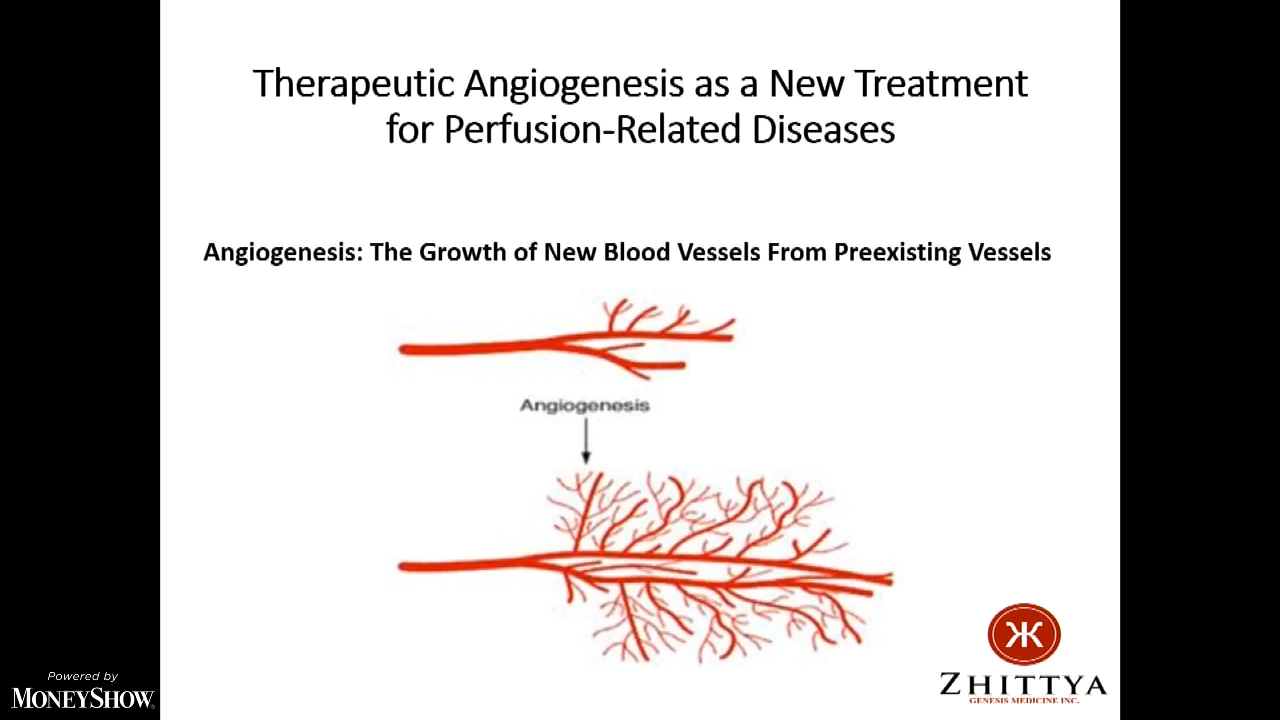 Therapeutic Angiogenesis as a New Treatment
for Perfusion-Related Diseases
Angiogenesis: The Growth of New Blood Vessels From Preexisting Vessels
Angiogenesis
ZHITTYA
GENESIS MEDICINE INC.
Powered by
MONEYSHOW